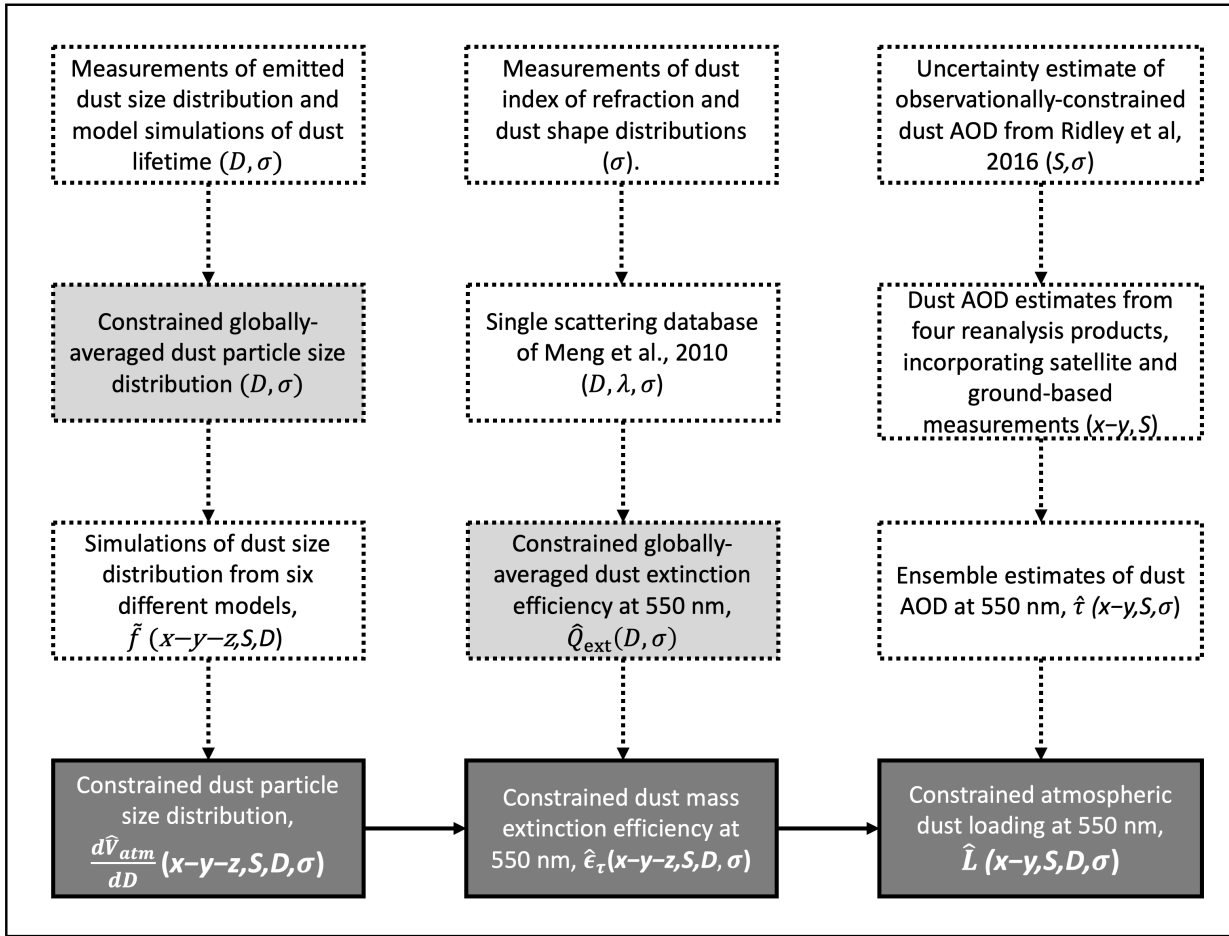 Measurements of emitted
dust size distribution and
model simulations of dust
lifetime (D, σ)
Measurements of dust
index of refraction and
dust shape distributions
(σ).
Uncertainty estimate of
observationally-constrained
dust AOD from Ridley et al,
2016 (S,σ)
Constrained globally-
averaged dust particle size
distribution (D, σ)
Single scattering database
of Meng et al., 2010
(D, λ, σ)
Dust AOD estimates from
four reanalysis products,
incorporating satellite and
ground-based
measurements (x−y, S)
Simulations of dust size
distribution from six
different models,
f̃ (x−y−z,S,D)
Constrained globally-
averaged dust extinction
efficiency at 550 nm,
Q̂ext(D, σ)
Ensemble estimates of dust
AOD at 550 nm, τ̂ (x−y,S,σ)
Constrained dust particle
size distribution,
dV̂atm/dD (x−y−z,S,D,σ)
Constrained dust mass
extinction efficiency at
550 nm, ϵ̂τ(x−y−z,S,D, σ)
Constrained atmospheric
dust loading at 550 nm,
L̂ (x−y,S,D,σ)